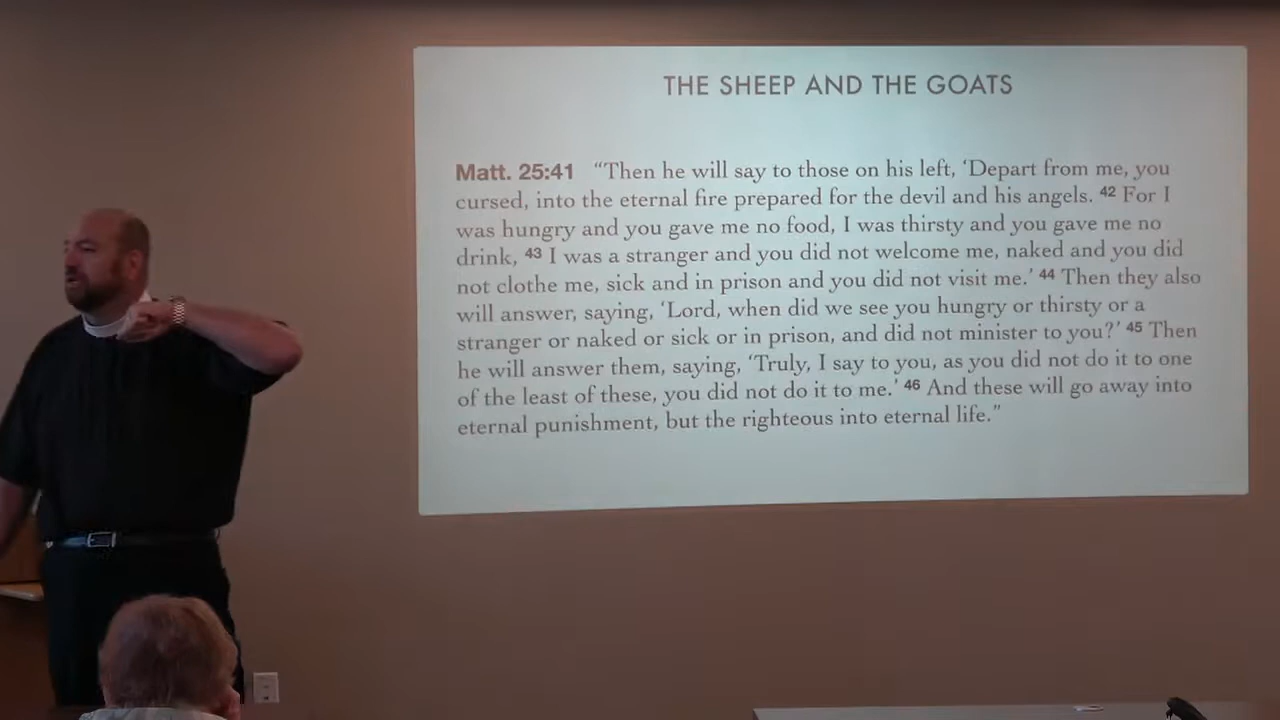 THE SHEEP AND THE GOATS
Matt. 25:41 “Then he will say to those on his left, ‘Depart from me, you
cursed, into the eternal fire prepared for the devil and his angels. 42 For I
was hungry and you gave me no food, I was thirsty and you gave me no
drink, 43 I was a stranger and you did not welcome me, naked and you did
not clothe me, sick and in prison and you did not visit me.’ 44 Then they also
will answer, saying, ‘Lord, when did we see you hungry or thirsty or a
stranger or naked or sick or in prison, and did not minister to you?’ 45 Then
he will answer them, saying, ‘Truly, I say to you, as you did not do it to one
of the least of these, you did not do it to me.’ 46 And these will go away into
eternal punishment, but the righteous into eternal life.”